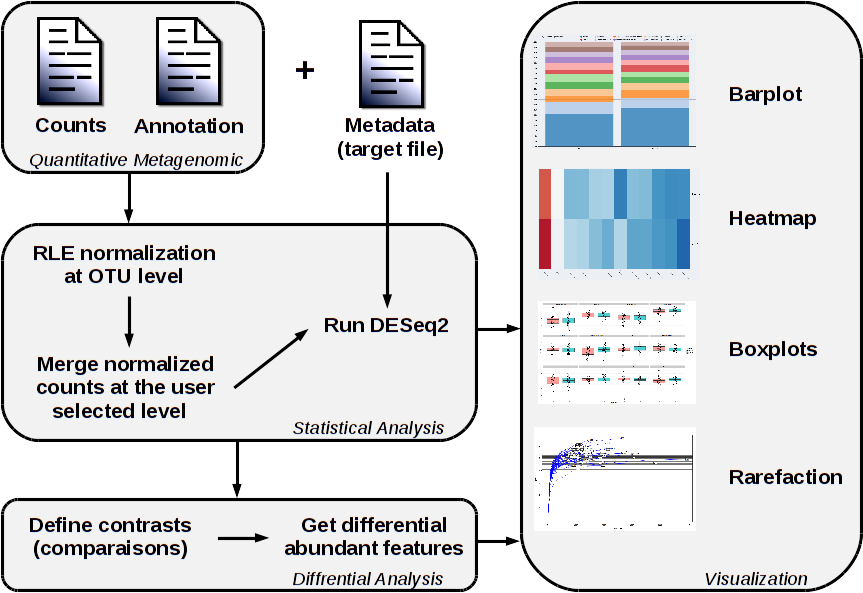 Counts
Annotation
Quantitative Metagenomic
+
Metadata
(target file)
RLE normalization
at OTU level
Merge normalized
counts at the user
selected level
Run DESeq2
Statistical Analysis
Define contrasts
(comparaisons)
Get differential
abundant features
Diffrential Analysis
Barplot
Heatmap
Boxplots
Rarefaction
Visualization